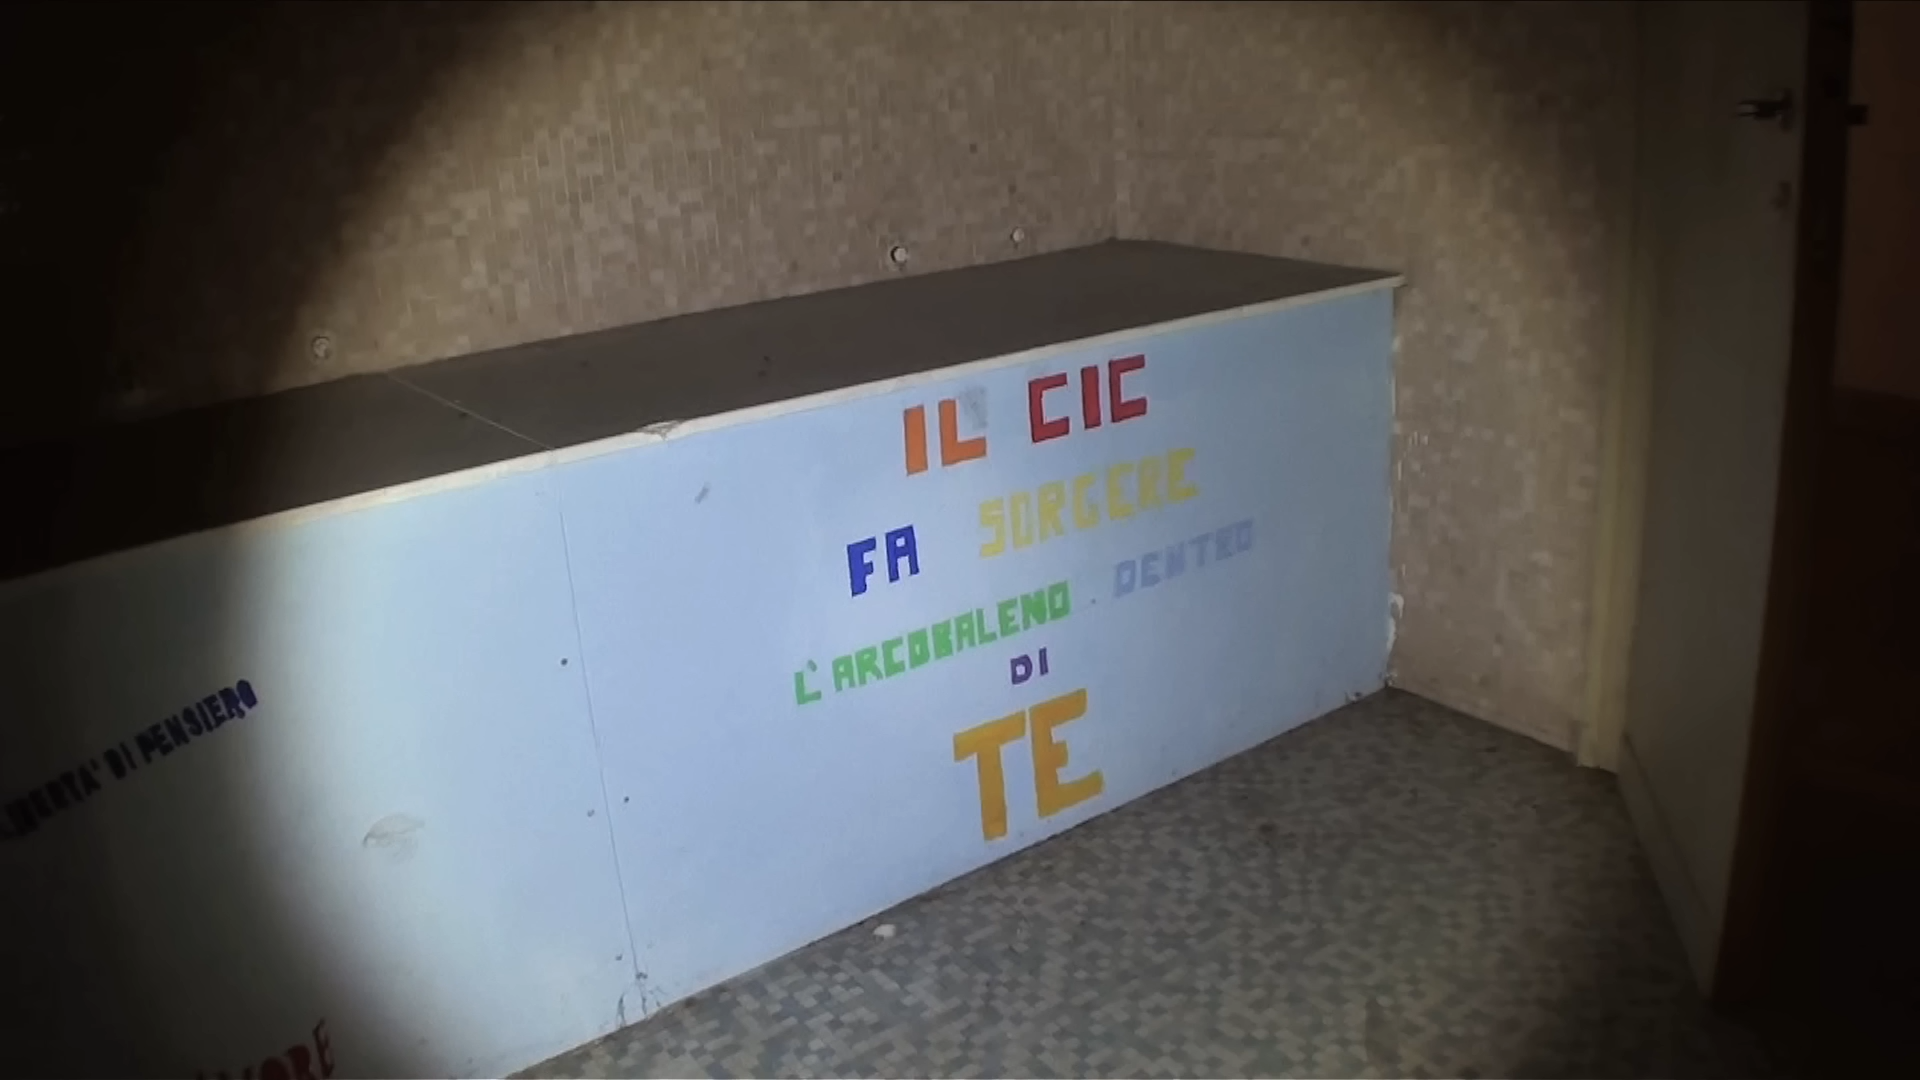 IL CIC
FA SORGERE
L'ARCOBALENO DENTRO
DI
TE
DI PENSIERO